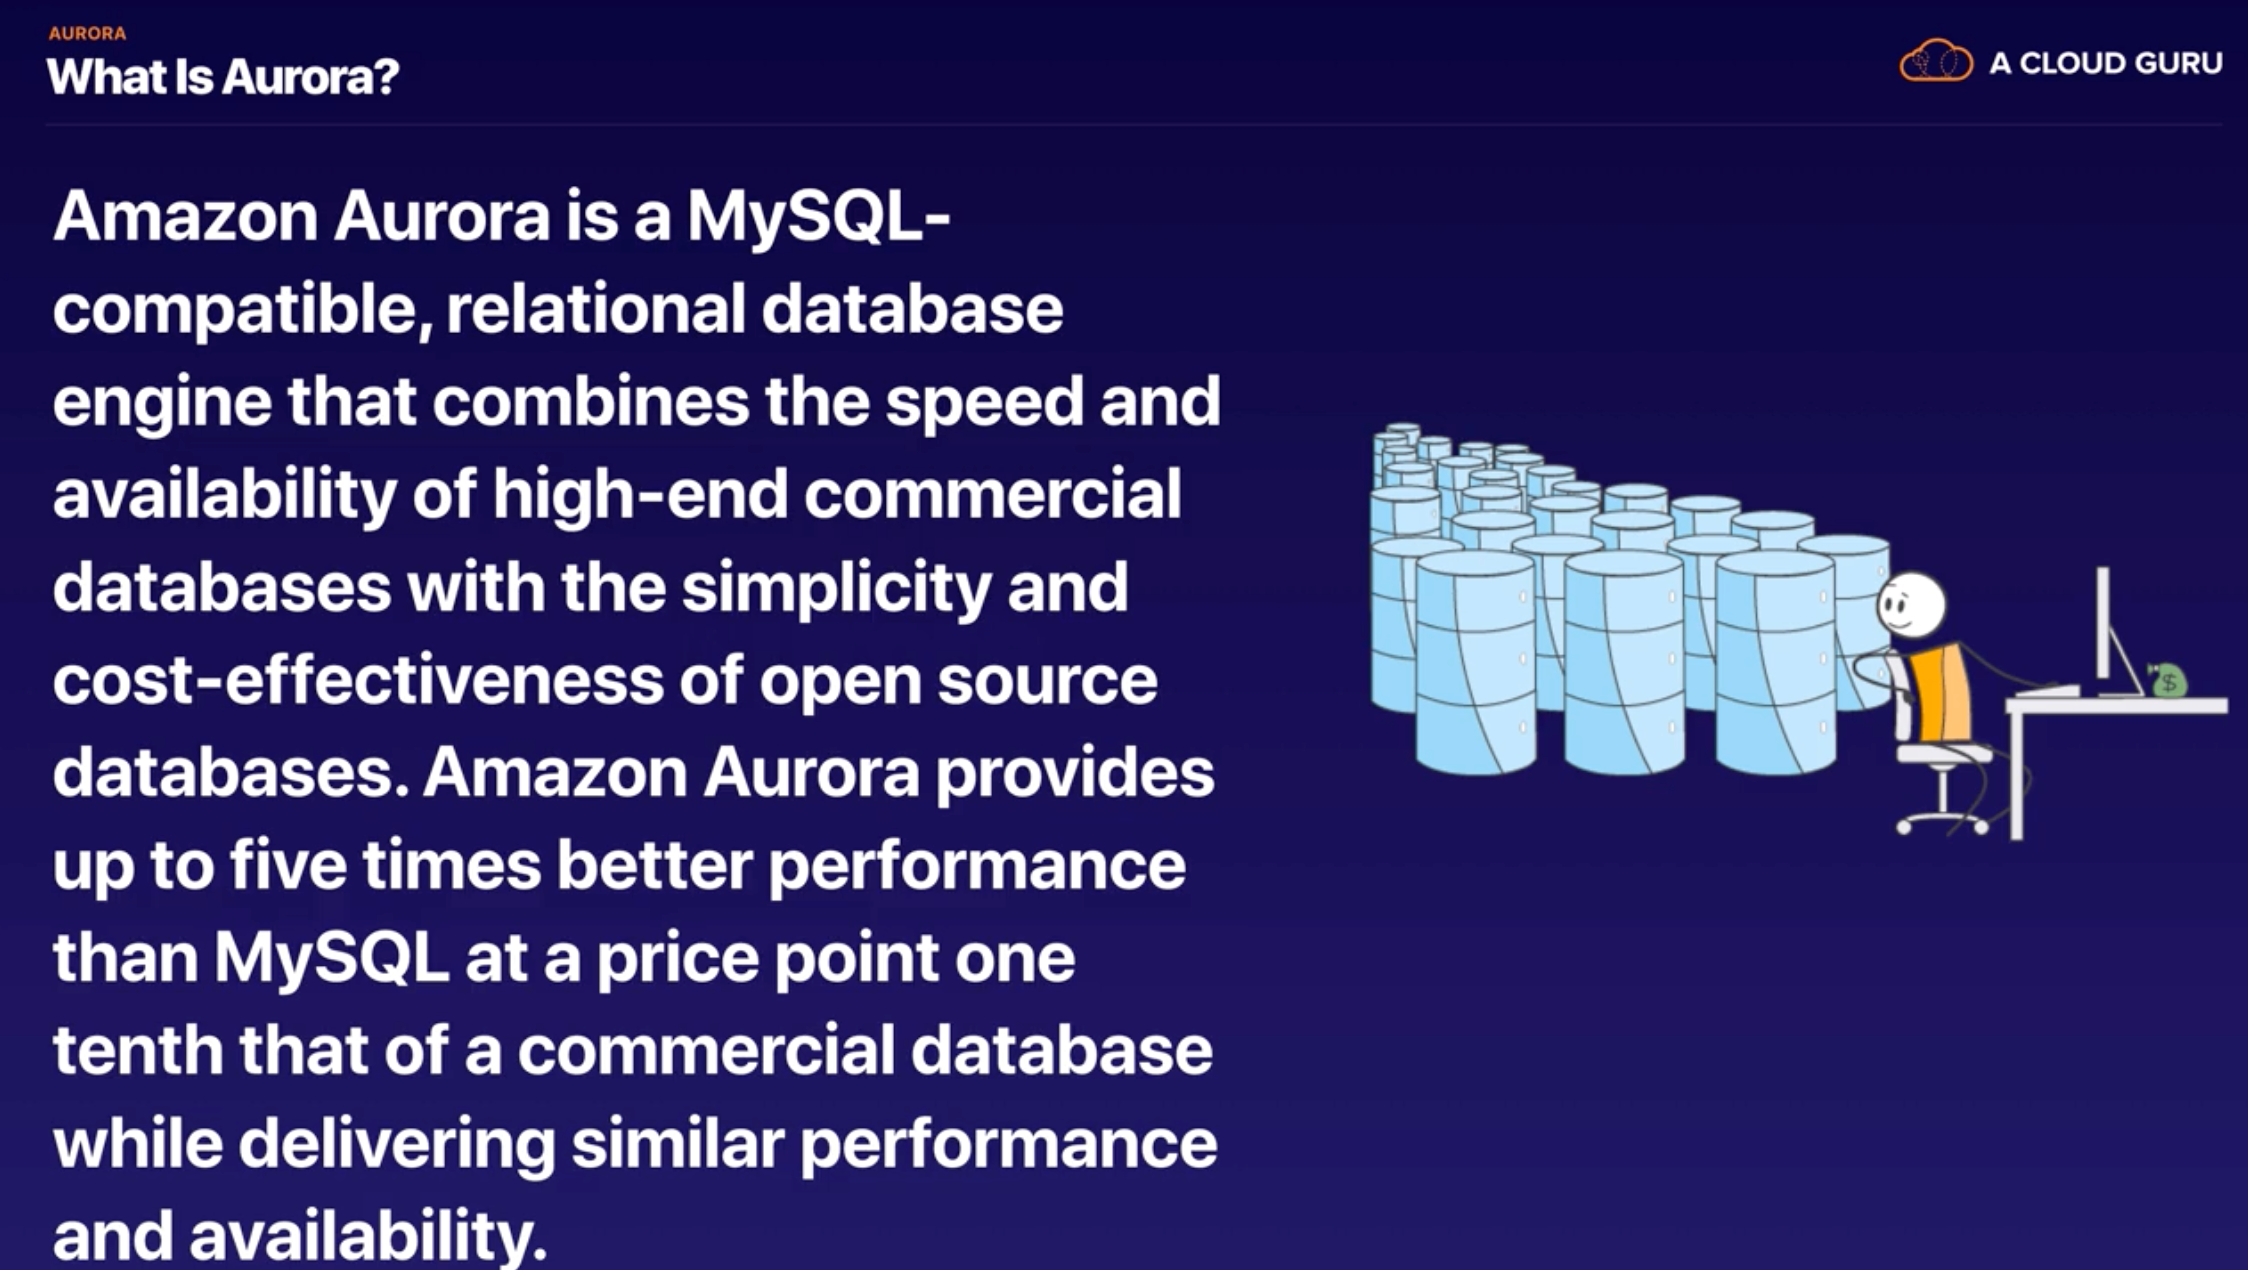 AURORA
What Is Aurora?
A CLOUD GURU
Amazon Aurora is a MySQL-
compatible, relational database
engine that combines the speed and
availability of high-end commercial
databases with the simplicity and
cost-effectiveness of open source
databases. Amazon Aurora provides
up to five times better performance
than MySQL at a price point one
tenth that of a commercial database
while delivering similar performance
and availability.
$